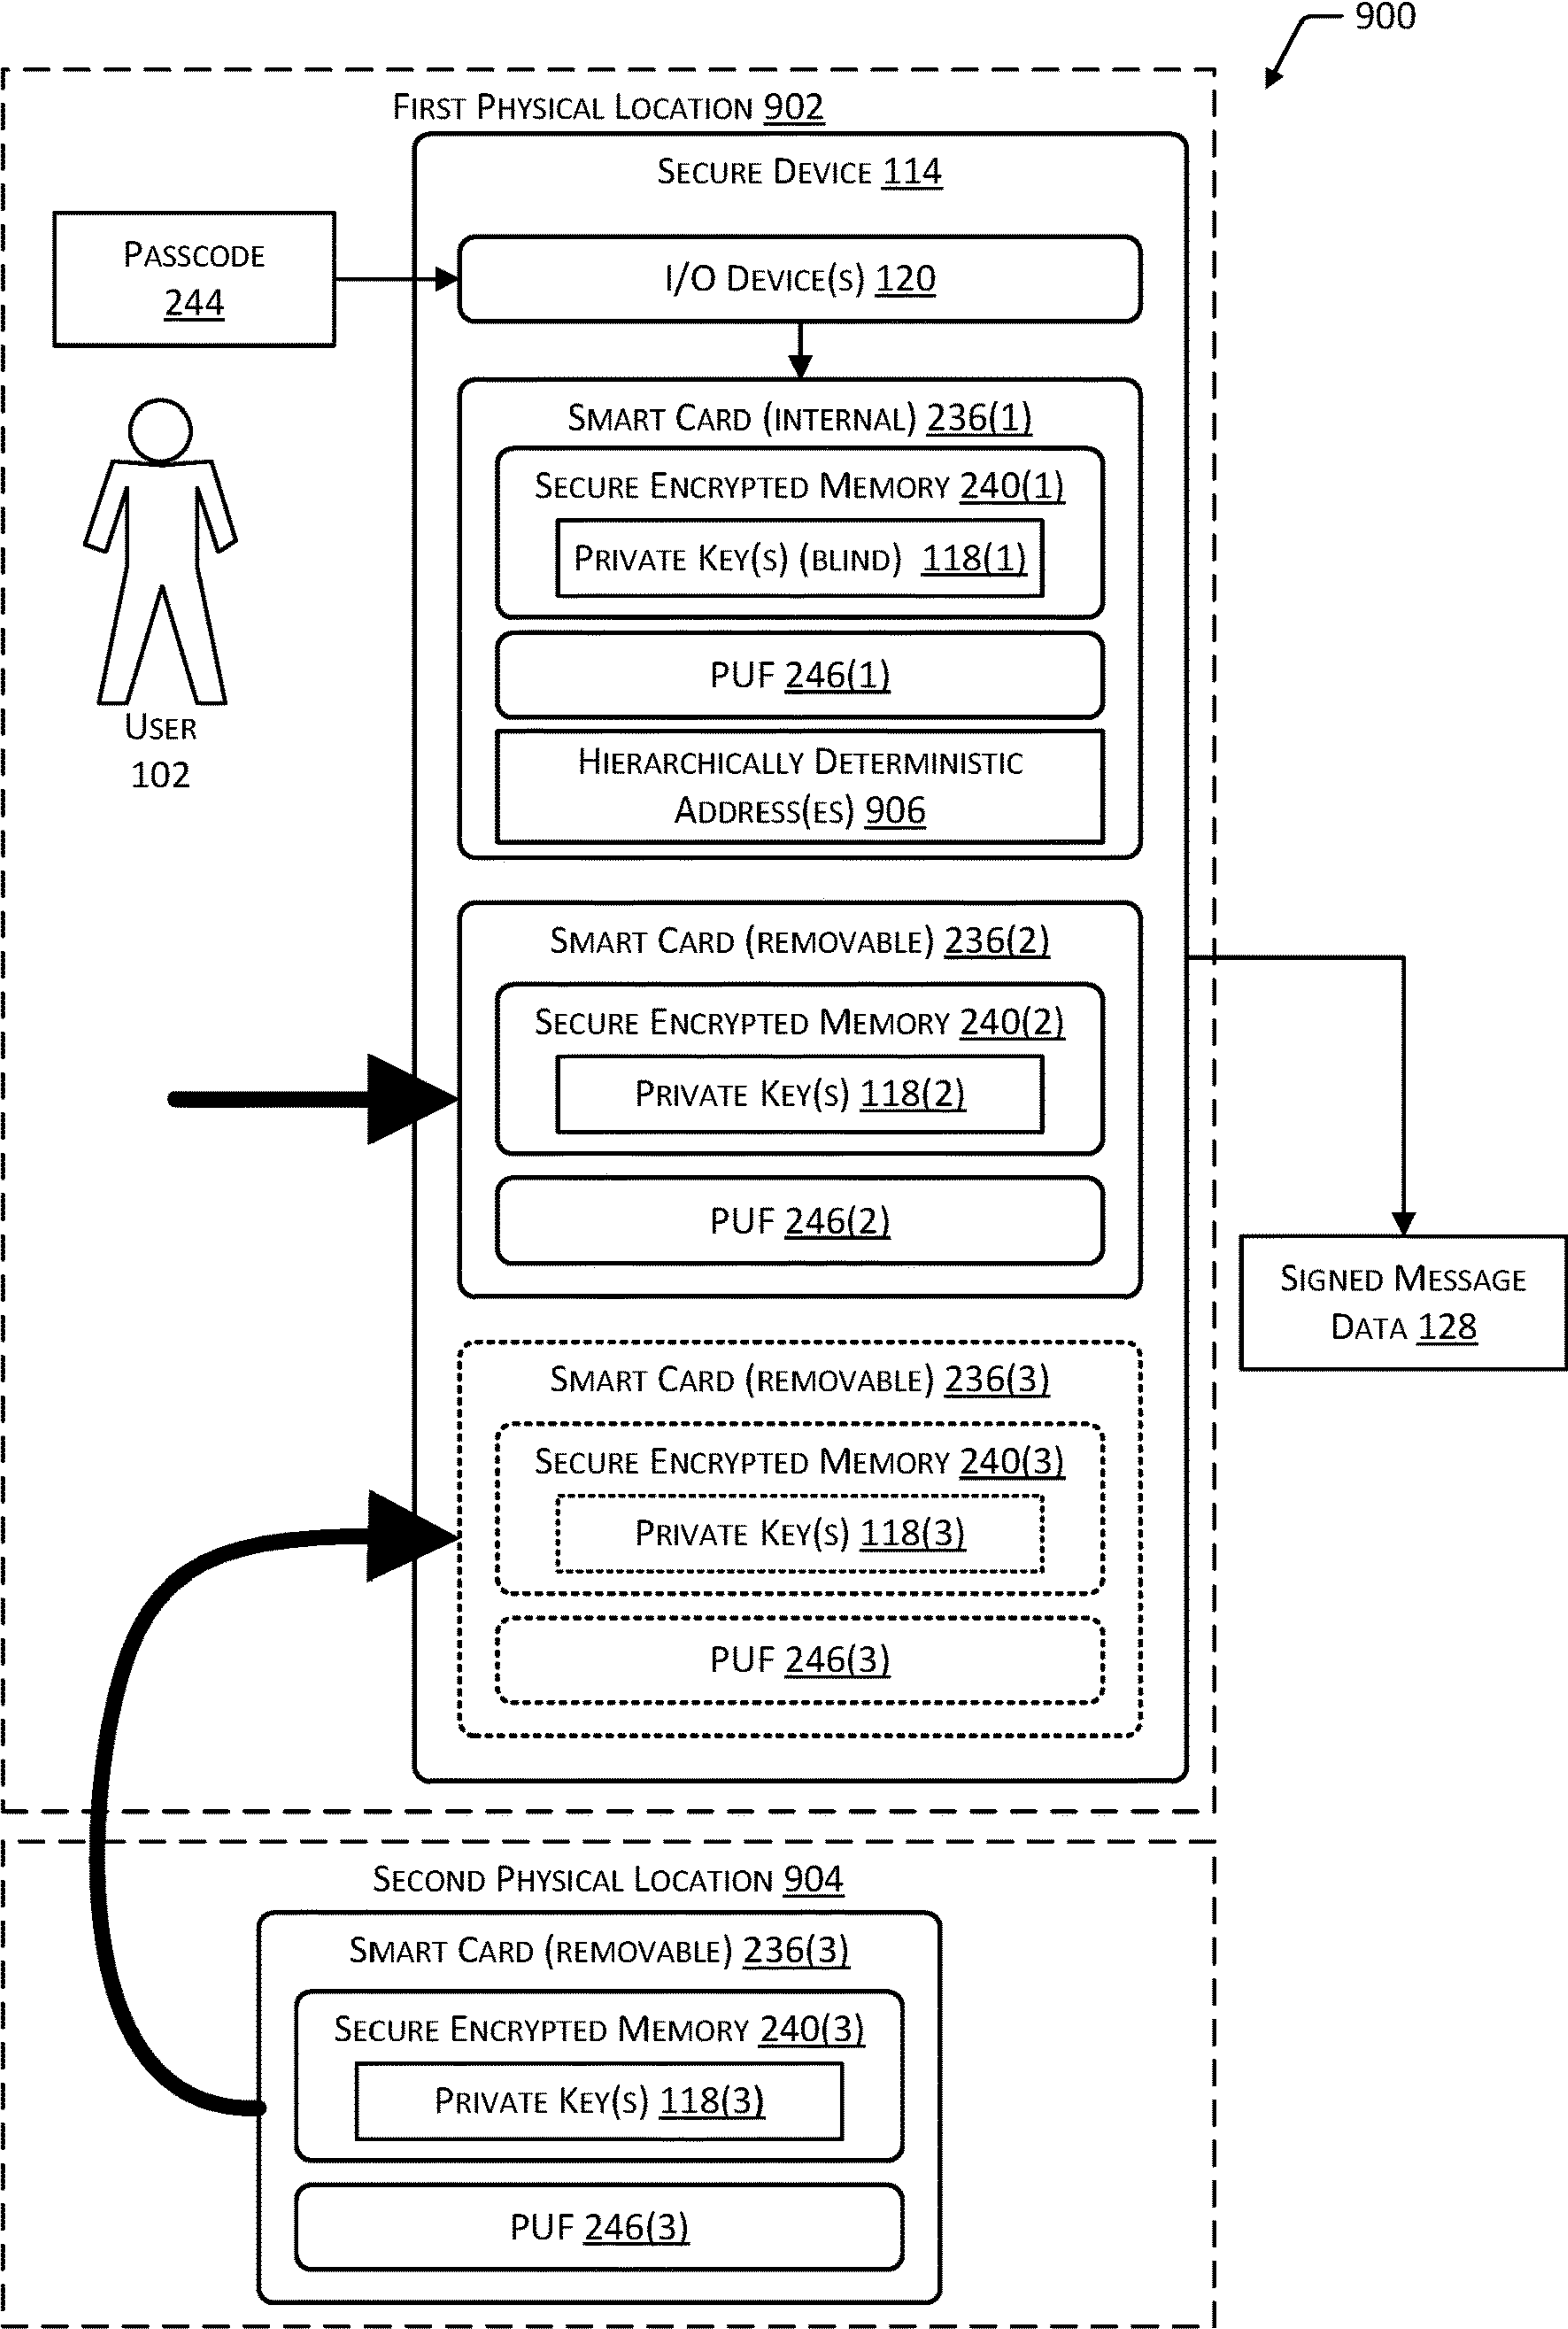 900
First Physical Location 902
Secure Device 114
Passcode
244
I/O Device(s) 120
Smart Card (internal) 236(1)
Secure Encrypted Memory 240(1)
Private Key(s) (blind) 118(1)
PUF 246(1)
User
102
Hierarchically Deterministic
Address(es) 906
Smart Card (removable) 236(2)
Secure Encrypted Memory 240(2)
Private Key(s) 118(2)
PUF 246(2)
Signed Message
Data 128
Smart Card (removable) 236(3)
Secure Encrypted Memory 240(3)
Private Key(s) 118(3)
PUF 246(3)
Second Physical Location 904
Smart Card (removable) 236(3)
Secure Encrypted Memory 240(3)
Private Key(s) 118(3)
PUF 246(3)